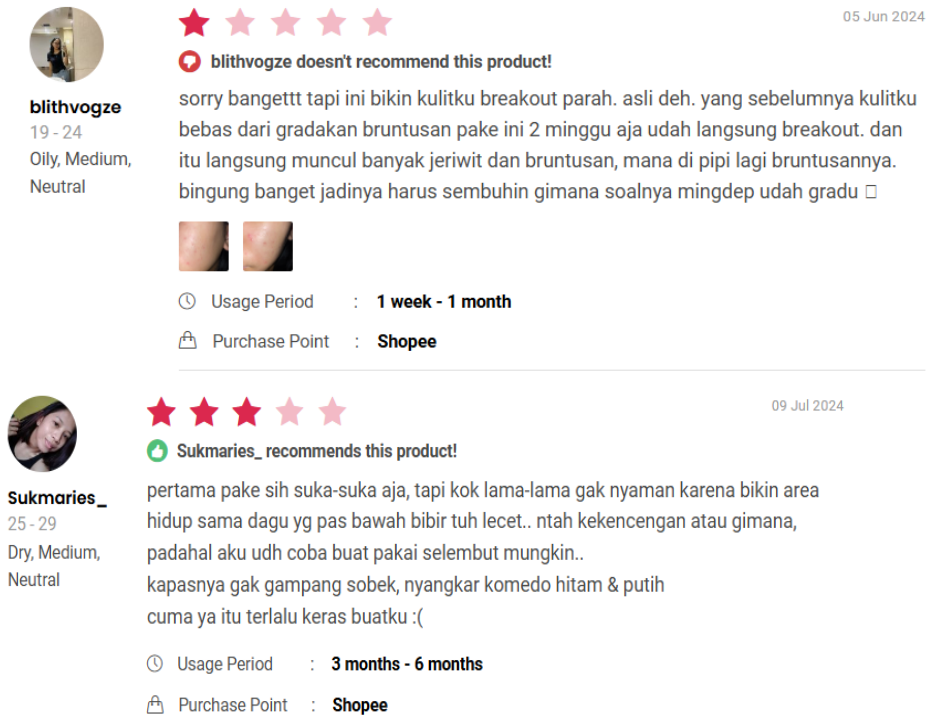 05 Jun 2024
blithvogze doesn't recommend this product!
blithvogze
19 - 24
Oily, Medium,
Neutral
sorry bangettt tapi ini bikin kulitku breakout parah. asli deh. yang sebelumnya kulitku
bebas dari gradakan bruntusan pake ini 2 minggu aja udah langsung breakout. dan
itu langsung muncul banyak jeriwit dan bruntusan, mana di pipi lagi bruntusannya.
bingung banget jadinya harus sembuhin gimana soalnya mingdep udah gradu
Usage Period : 1 week - 1 month
Purchase Point : Shopee
09 Jul 2024
Sukmaries_ recommends this product!
Sukmaries_
25 - 29
Dry, Medium,
Neutral
pertama pake sih suka-suka aja, tapi kok lama-lama gak nyaman karena bikin area
hidup sama dagu yg pas bawah bibir tuh lecet.. ntah kekencengan atau gimana,
padahal aku udh coba buat pakai selembut mungkin..
kapasnya gak gampang sobek, nyangkar komedo hitam & putih
cuma ya itu terlalu keras buatku :(
Usage Period : 3 months - 6 months
Purchase Point : Shopee